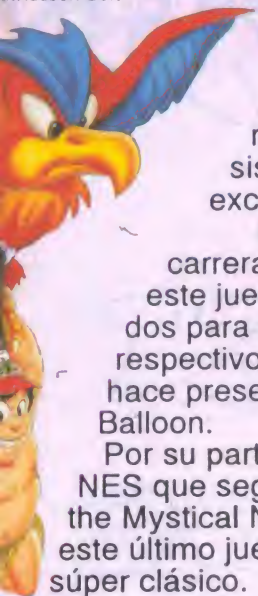 sis
exc
carrera
este jue
dos para
respectivo
hace prese
Balloon.
Por su part
NES que seg
the Mystical N
este último jue
súper clásico.